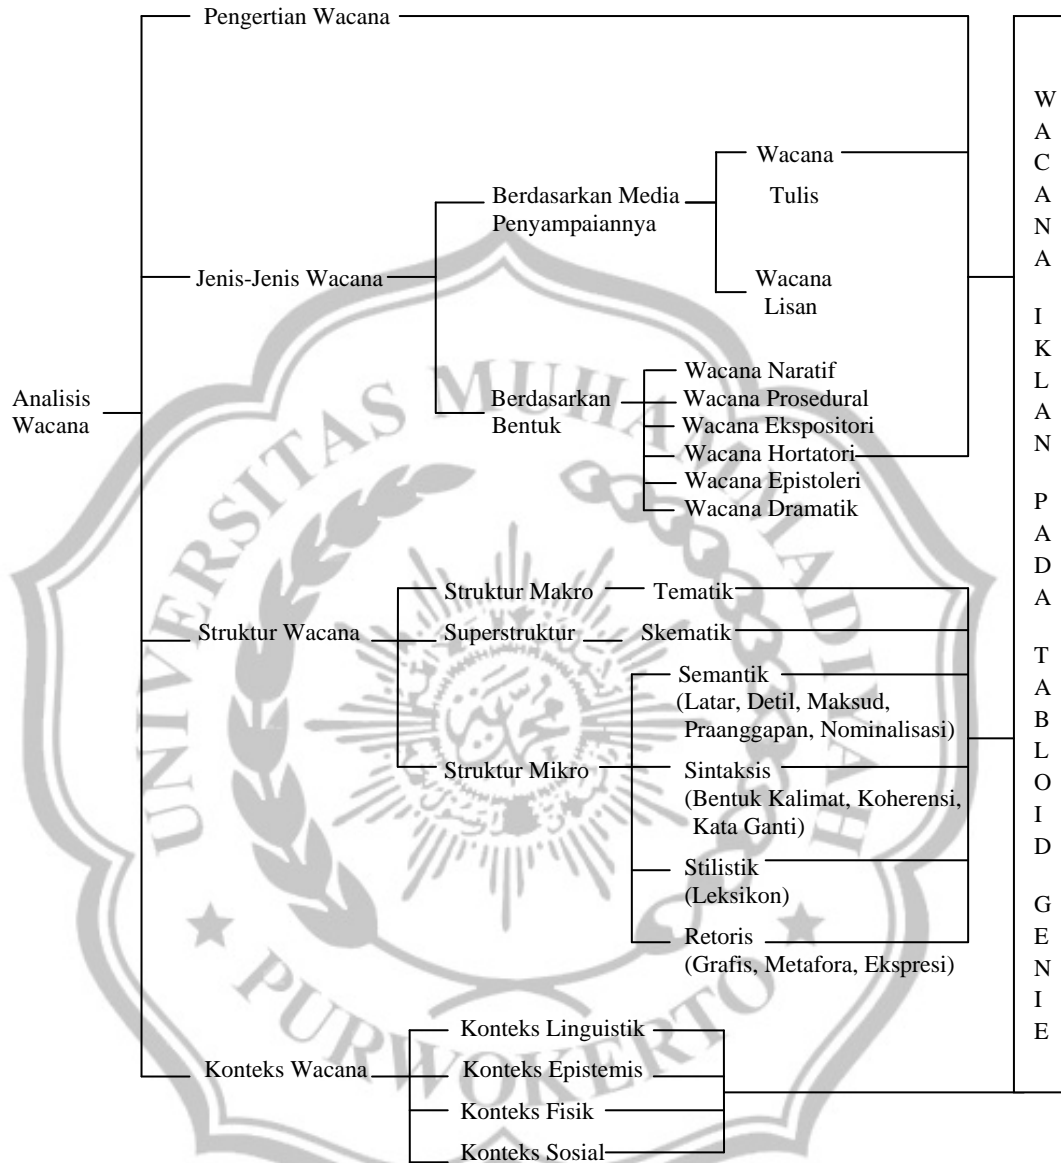 Pengertian Wacana
Wacana
Tulis
Berdasarkan Media
Penyampaiannya
Jenis-Jenis Wacana
Wacana
Lisan
Analisis
Wacana
Berdasarkan
Bentuk
Wacana Naratif
Wacana Prosedural
Wacana Ekspositori
Wacana Hortatori
Wacana Epistoleri
Wacana Dramatik
Struktur Wacana
Struktur Makro
Tematik
Superstruktur
Skematik
Struktur Mikro
Semantik
(Latar, Detil, Maksud,
Praanggapan, Nominalisasi)
Sintaksis
(Bentuk Kalimat, Koherensi,
Kata Ganti)
Stilistik
(Leksikon)
Retoris
(Grafis, Metafora, Ekspresi)
Konteks Wacana
Konteks Linguistik
Konteks Epistemis
Konteks Fisik
Konteks Sosial
WACANA IKLAN PADA TABLOID GENIE
UNIVERSITAS MUHAMMADIYAH
PURWOKERTO